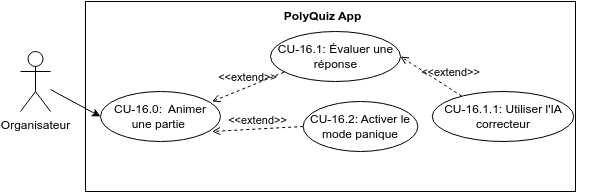 PolyQuiz App
CU-16.1: Évaluer une
réponse
<<extend>>
<<extend>>
CU-16.0:  Animer
une partie
CU-16.2: Activer le
mode panique
CU-16.1.1: Utiliser l'IA
correcteur
<<extend>>
Organisateur